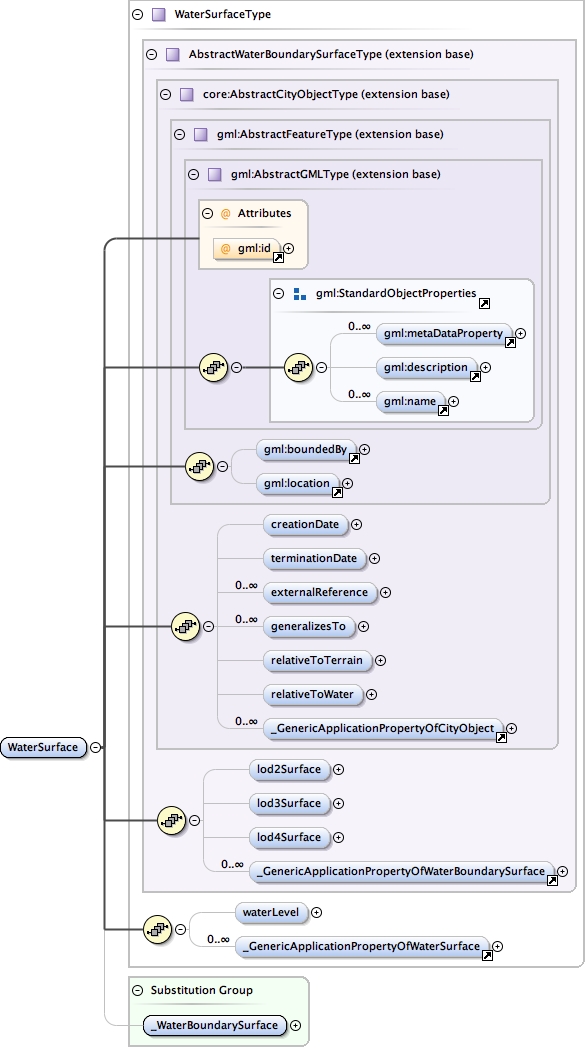 WaterSurfaceType
AbstractWaterBoundarySurfaceType (extension base)
core:AbstractCityObjectType (extension base)
gml:AbstractFeatureType (extension base)
gml:AbstractGMLType (extension base)
@ Attributes
@ gml:id
gml:StandardObjectProperties
0..∞
gml:metaDataProperty
gml:description
0..∞
gml:name
gml:boundedBy
gml:location
creationDate
terminationDate
0..∞
externalReference
0..∞
generalizesTo
relativeToTerrain
relativeToWater
0..∞
_GenericApplicationPropertyOfCityObject
WaterSurface
lod2Surface
lod3Surface
lod4Surface
0..∞
_GenericApplicationPropertyOfWaterBoundarySurface
waterLevel
0..∞
_GenericApplicationPropertyOfWaterSurface
Substitution Group
_WaterBoundarySurface